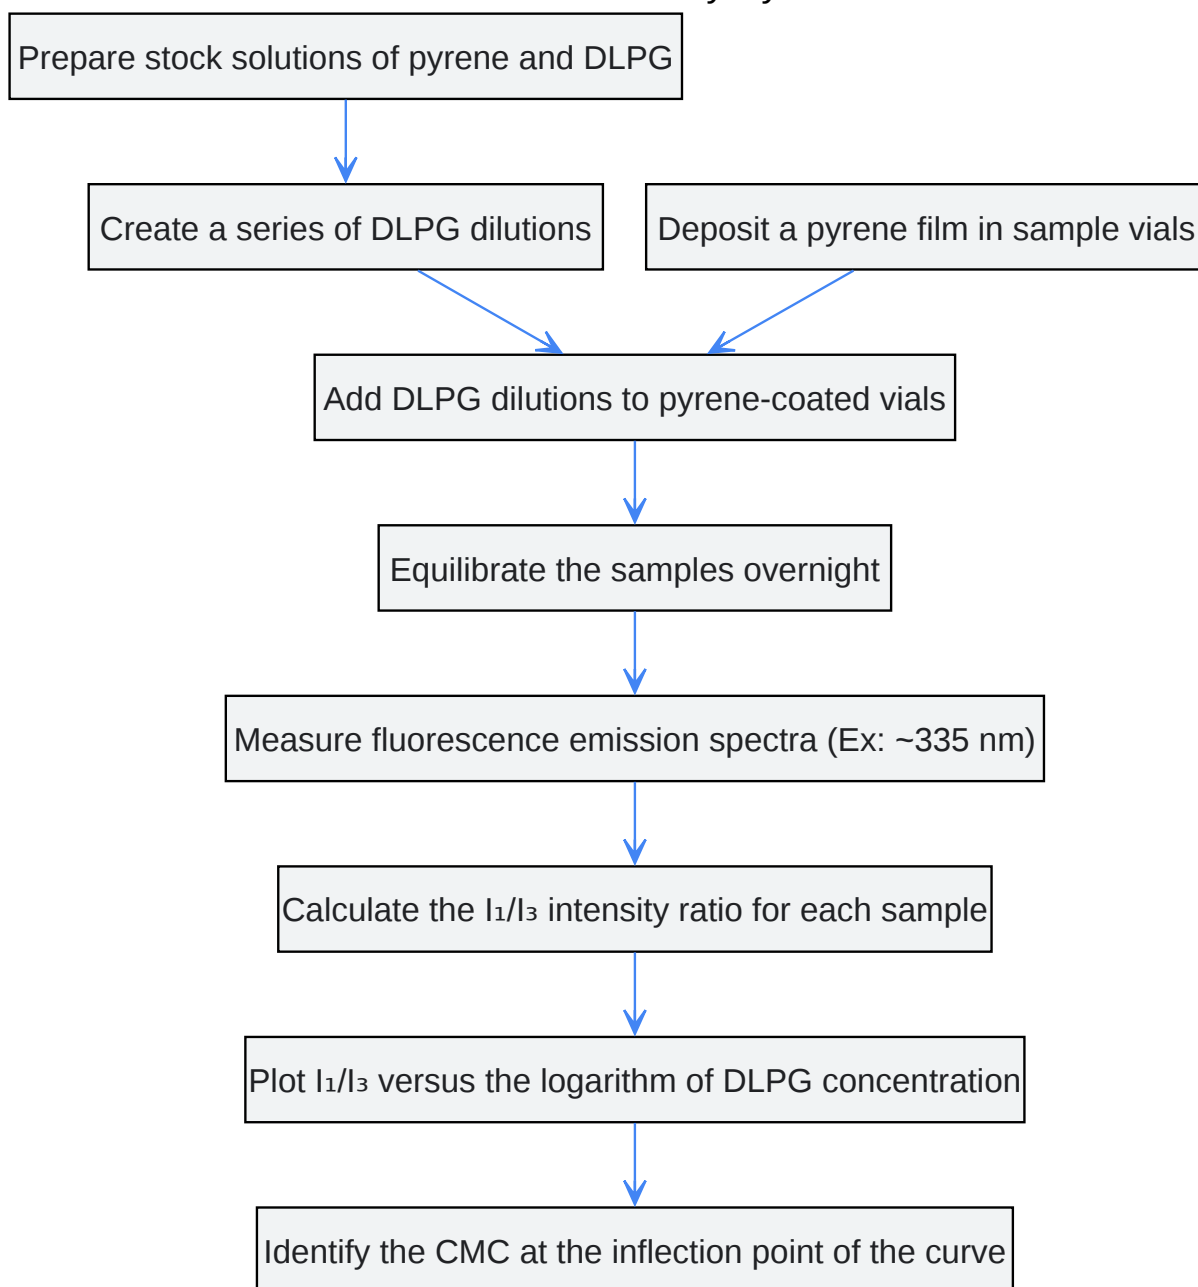 Prepare stock solutions of pyrene and DLPG
Create a series of DLPG dilutions
Deposit a pyrene film in sample vials
Add DLPG dilutions to pyrene-coated vials
Equilibrate the samples overnight
Measure fluorescence emission spectra (Ex: ~335 nm)
Calculate the I₁/I₃ intensity ratio for each sample
Plot I₁/I₃ versus the logarithm of DLPG concentration
Identify the CMC at the inflection point of the curve